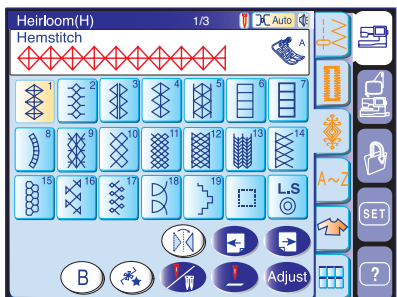 Heirloom(H) 1/3 Auto
Hemstitch A
1 2 3 4 5 6 7
8 9 10 11 12 13 14
15 16 17 18 19 L.S
A~Z
SET
B Adjust ?